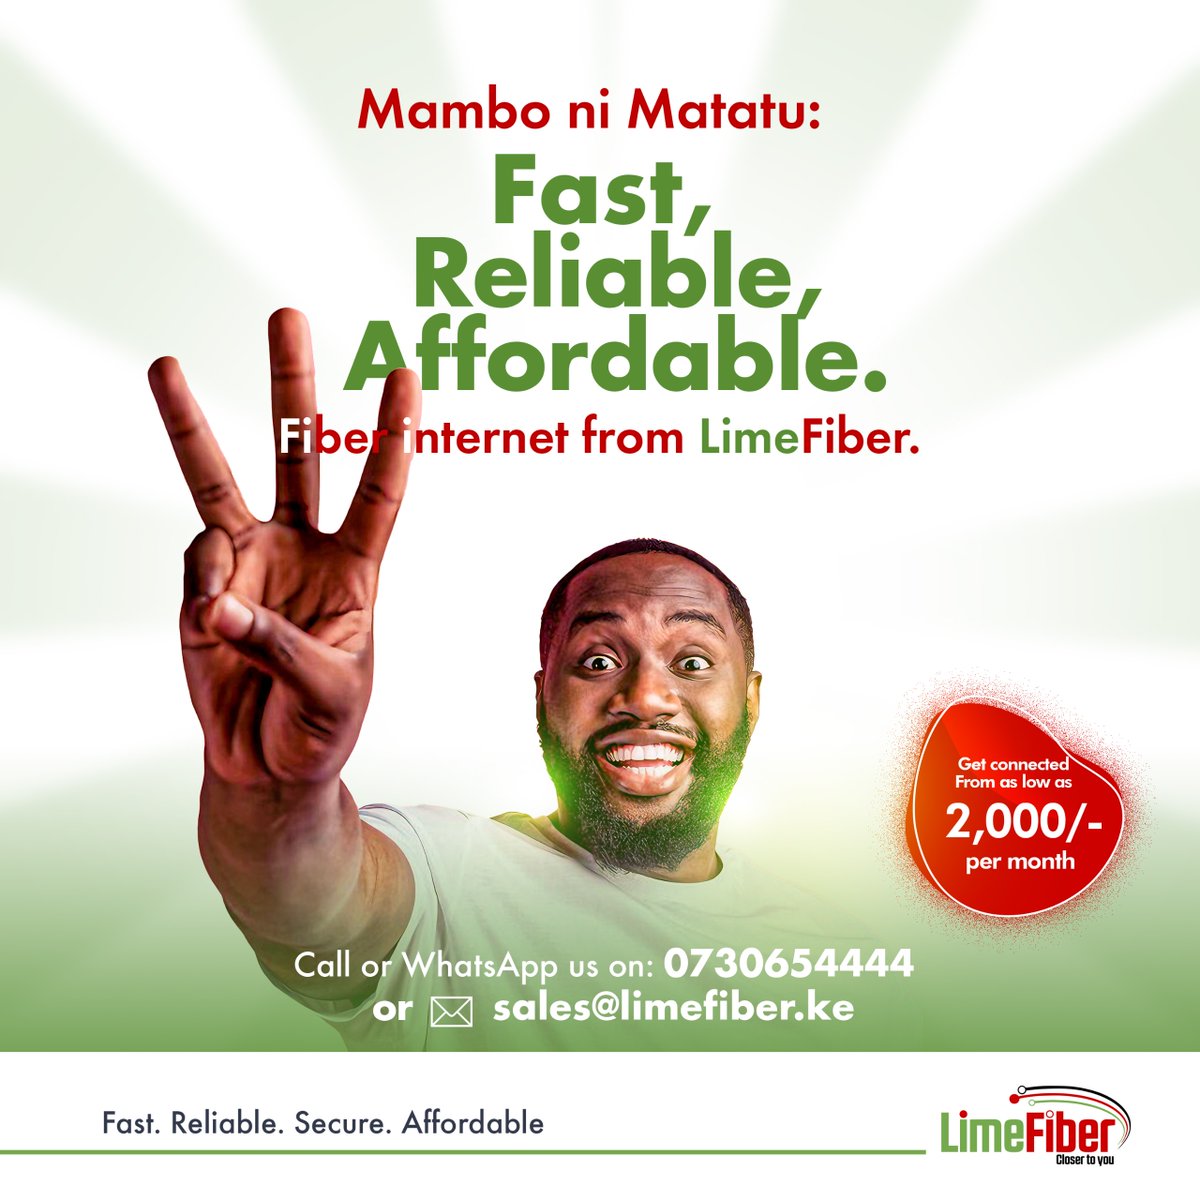 Mambo ni Matatu:
Fast,
Reliable,
Affordable.
Fiber internet from LimeFiber.
Get connected
From as low as
2,000/-
per month
Call or WhatsApp us on: 0730654444
or sales@limefiber.ke
Fast. Reliable. Secure. Affordable
LimeFiber
Closer to you